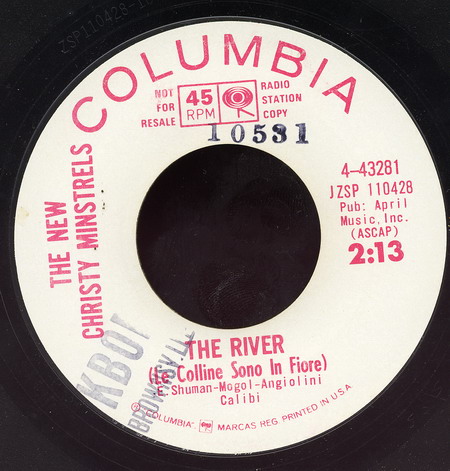 COLUMBIA
NOT
FOR
RESALE
45
RPM
RADIO
STATION
COPY
10531
THE NEW
CHRISTY MINSTRELS
4-43281
JZSP 110428
Pub: April
Music, Inc.
(ASCAP)
2:13
THE RIVER
(Le Colline Sono In Fiore)
E. Shuman-Mogol-Angiolini
Calibi
© COLUMBIA MARCAS REG. PRINTED IN U.S.A.